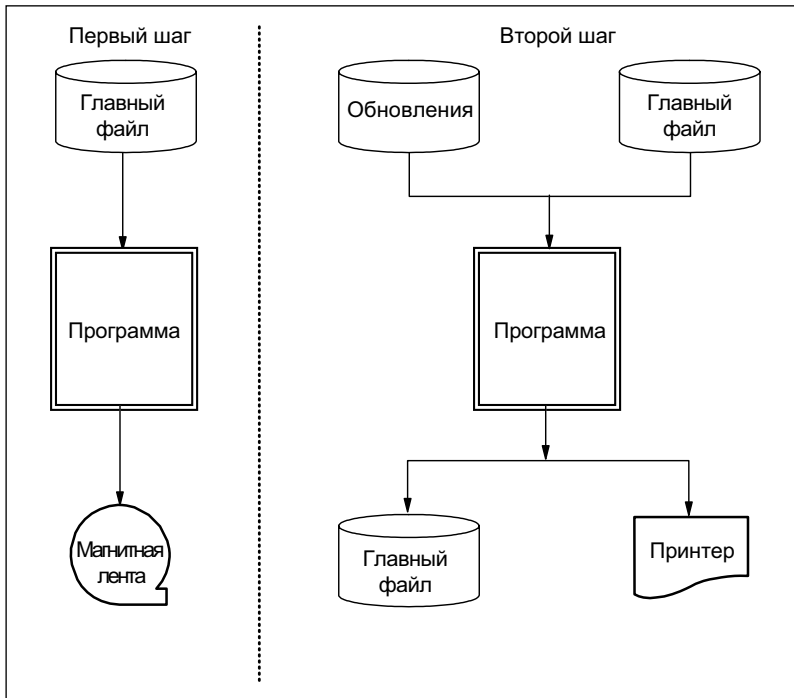 Первый шаг
Второй шаг
Главный
файл
Обновления
Главный
файл
Программа
Программа
Магнитная
лента
Главный
файл
Принтер